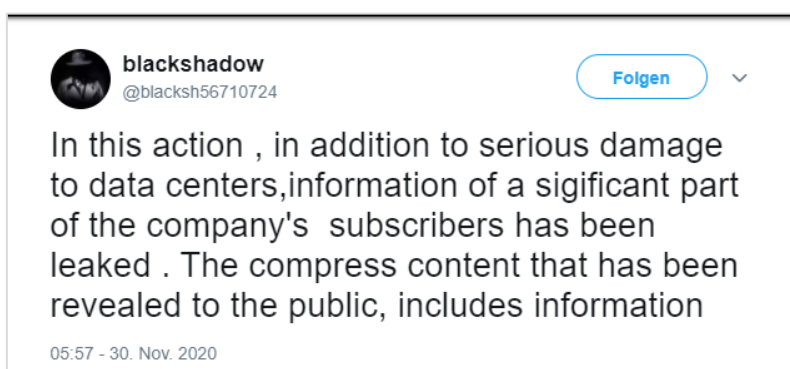 blackshadow
@blacksh56710724
Folgen
In this action , in addition to serious damage
to data centers,information of a sigificant part
of the company's  subscribers has been
leaked . The compress content that has been
revealed to the public, includes information
05:57 - 30. Nov. 2020